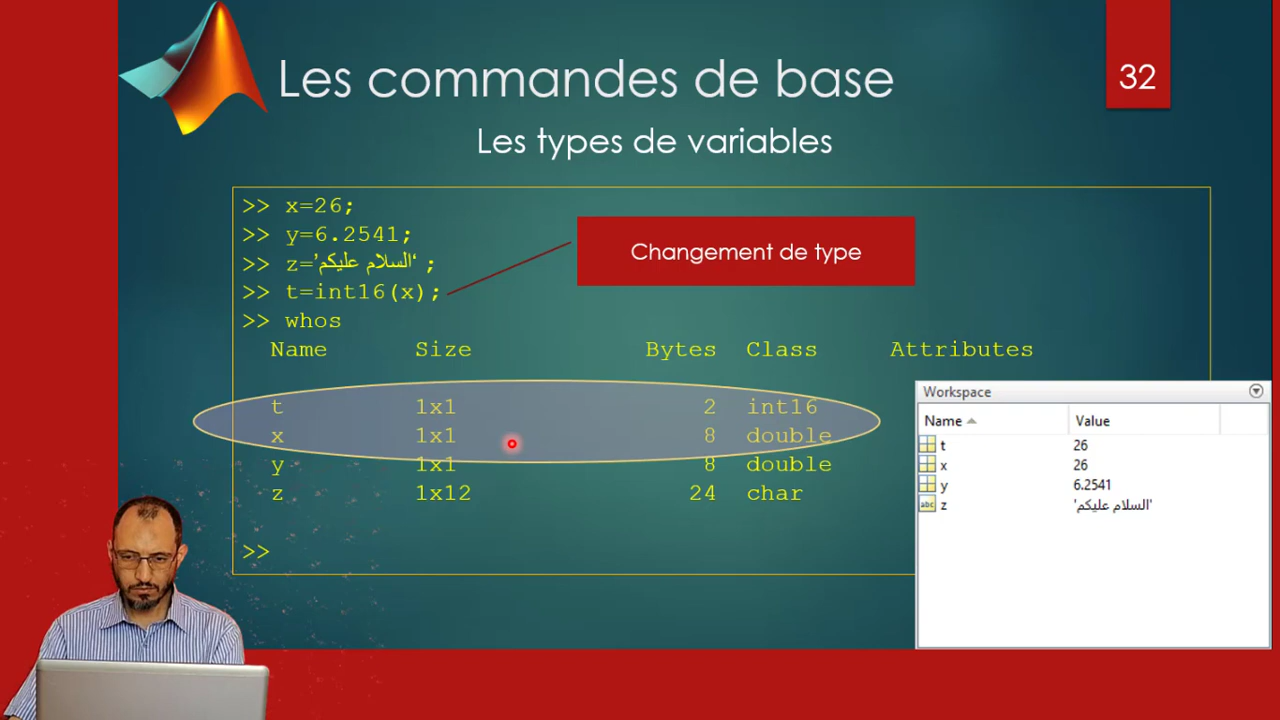 Les commandes de base
32
Les types de variables
>> x=26;
>> y=6.2541;
>> z='السلام عليكم' ;
>> t=int16(x);
>> whos
Changement de type
Name Size Bytes Class Attributes
t 1x1 2 int16
x 1x1 8 double
y 1x1 8 double
z 1x12 24 char
>>
Workspace
Name Value
t 26
x 26
y 6.2541
abc z 'السلام عليكم'